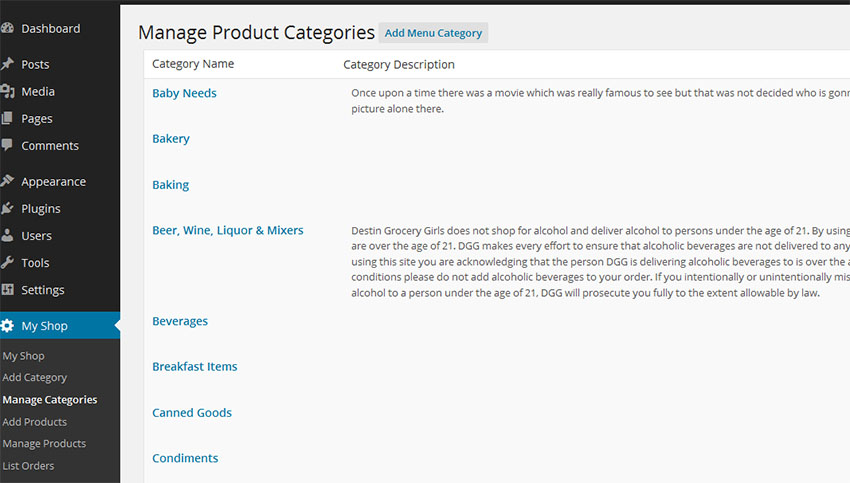 Dashboard
Posts
Media
Pages
Comments
Appearance
Plugins
Users
Tools
Settings
My Shop
My Shop
Add Category
Manage Categories
Add Products
Manage Products
List Orders
Manage Product Categories Add Menu Category
Category Name Category Description
Baby Needs Once upon a time there was a movie which was really famous to see but that was not decided who is
picture alone there.
Bakery
Baking
Beer, Wine, Liquor & Mixers Destin Grocery Girls does not shop for alcohol and deliver alcohol to persons under the age of 21. By using
are over the age of 21. DGG makes every effort to ensure that alcoholic beverages are not delivered to any
using this site you are acknowledging that the person DGG is delivering alcoholic beverages to is over the
conditions please do not add alcoholic beverages to your order. If you intentionally or unintentionally
alcohol to a person under the age of 21, DGG will prosecute you fully to the extent allowable by law.
Beverages
Breakfast Items
Canned Goods
Condiments